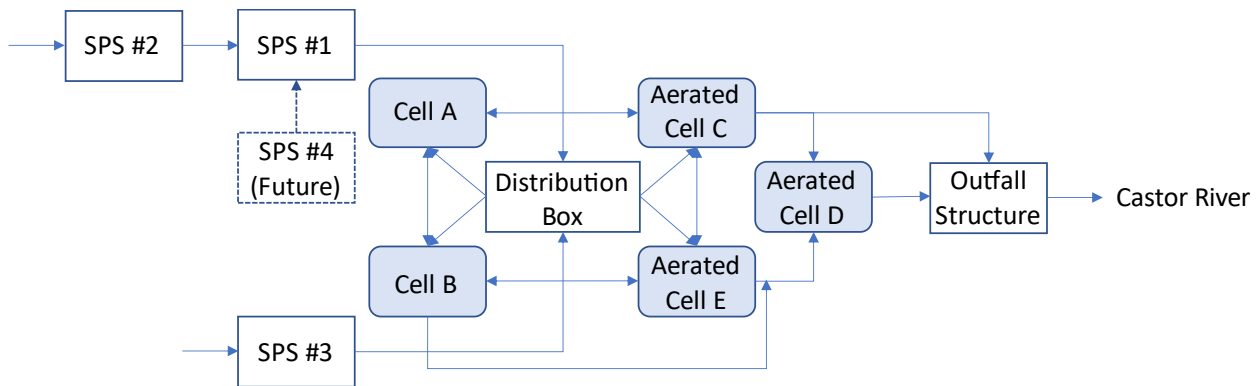 SPS #2
SPS #1
Cell A
Aerated
Cell C
SPS #4
(Future)
Distribution
Box
Aerated
Cell D
Outfall
Structure
Castor River
Cell B
Aerated
Cell E
SPS #3